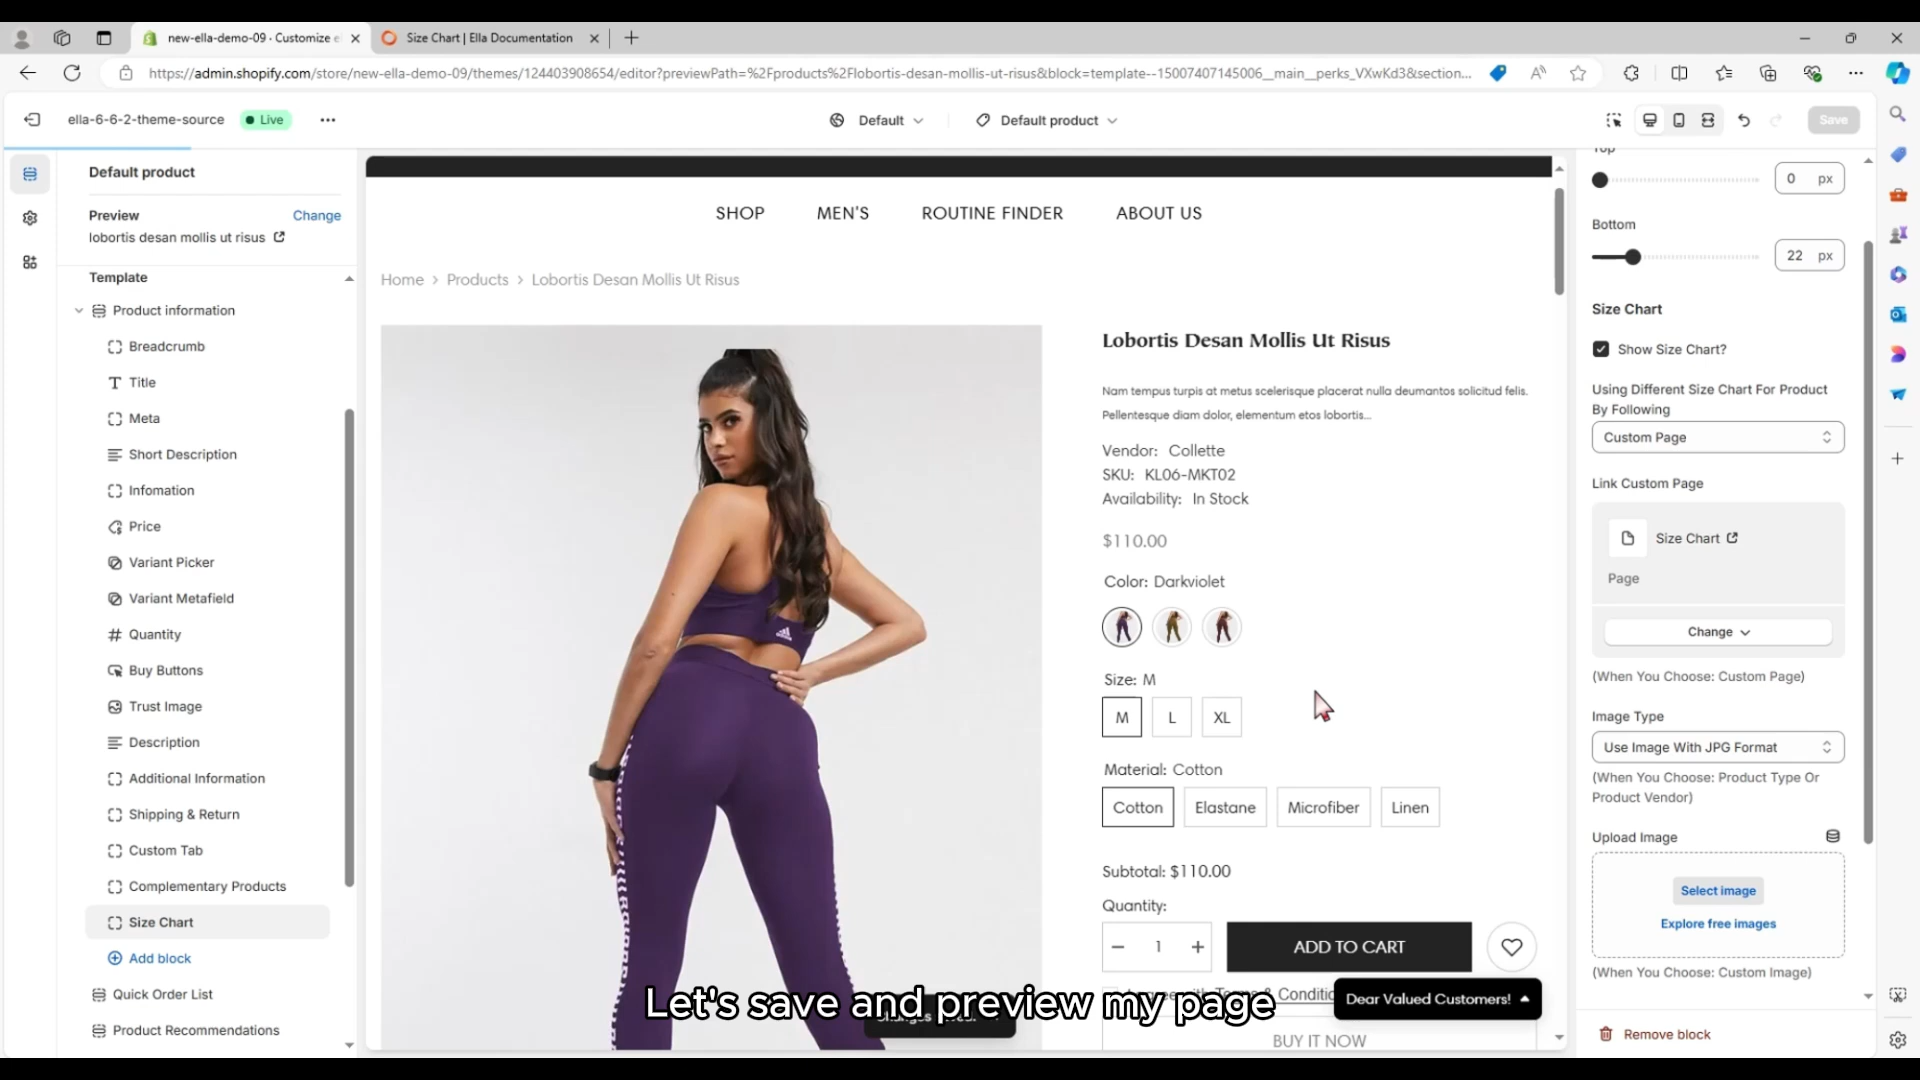 new-ella-demo-09 · Customize e
Size Chart | Ella Documentation
https://admin.shopify.com/store/new-ella-demo-09/themes/124403908654/editor?previewPath=%2Fproducts%2Flobortis-desan-mollis-ut-risus&block=template--15007407145006__main__perks_VXwKd3&section...
ella-6-6-2-theme-source
Live
Default
Default product
Save
Default product
Preview
Change
lobortis desan mollis ut risus
Template
Product information
Breadcrumb
Title
Meta
Short Description
Infomation
Price
Variant Picker
Variant Metafield
Quantity
Buy Buttons
Trust Image
Description
Additional Information
Shipping & Return
Custom Tab
Complementary Products
Size Chart
Add block
Quick Order List
Product Recommendations
SHOP
MEN'S
ROUTINE FINDER
ABOUT US
Home > Products > Lobortis Desan Mollis Ut Risus
Lobortis Desan Mollis Ut Risus
Nam tempus turpis at metus scelerisque placerat nulla deumantos solicitud felis.
Pellentesque diam dolor, elementum etos lobortis...
Vendor: Collette
SKU: KL06-MKT02
Availability: In Stock
$110.00
Color: Darkviolet
Size: M
M
L
XL
Material: Cotton
Cotton
Elastane
Microfiber
Linen
Subtotal: $110.00
Quantity:
1
ADD TO CART
Dear Valued Customers!
BUY IT NOW
Let's save and preview my page
Top
0 px
Bottom
22 px
Size Chart
Show Size Chart?
Using Different Size Chart For Product
By Following
Custom Page
Link Custom Page
Size Chart
Page
Change
(When You Choose: Custom Page)
Image Type
Use Image With JPG Format
(When You Choose: Product Type Or
Product Vendor)
Upload Image
Select image
Explore free images
(When You Choose: Custom Image)
Remove block